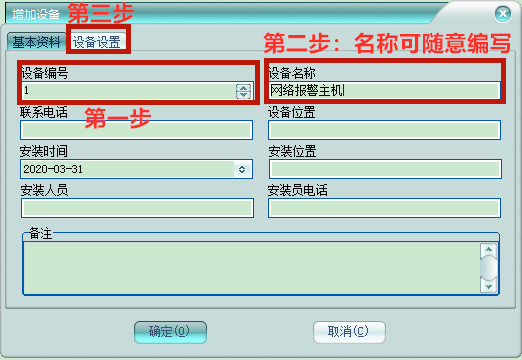 增加设备 第三步
基本资料 设备设置 第二步：名称可随意编写
设备编号 设备名称
1 网络报警主机
联系电话 第一步 设备位置
安装时间 安装位置
2020-03-31
安装人员 安装员电话
备注
确定(O) 取消(C)